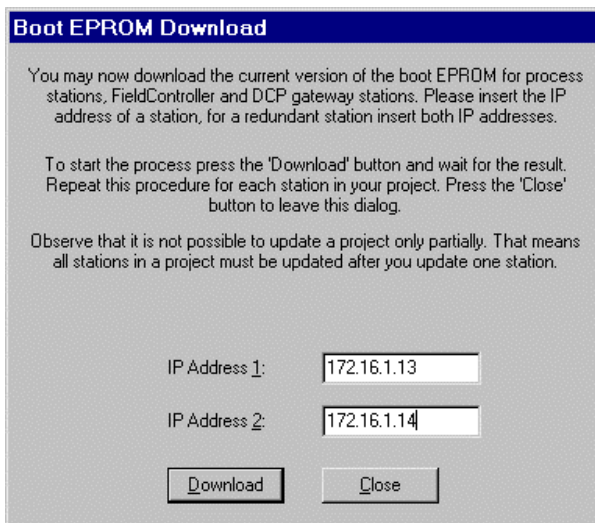 Boot EPROM Download
You may now download the current version of the boot EPROM for process
stations, FieldController and DCP gateway stations. Please insert the IP
address of a station, for a redundant station insert both IP addresses.
To start the process press the 'Download' button and wait for the result.
Repeat this procedure for each station in your project. Press the 'Close'
button to leave this dialog.
Observe that it is not possible to update a project only partially. That means
all stations in a project must be updated after you update one station.
IP Address 1: 172.16.1.13
IP Address 2: 172.16.1.14
Download Close